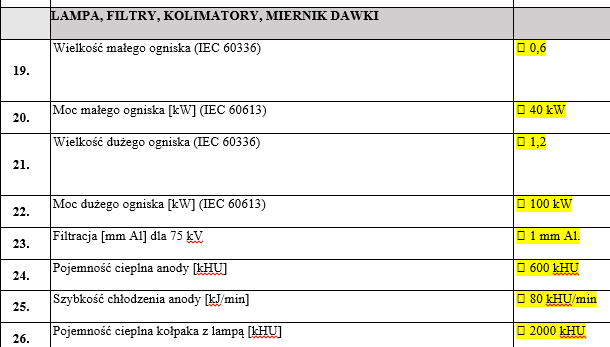 LAMPA, FILTRY, KOLIMATORY, MIERNIK DAWKI
19. Wielkość małego ogniska (IEC 60336) □ 0,6
20. Moc małego ogniska [kW] (IEC 60613) □ 40 kW
21. Wielkość dużego ogniska (IEC 60336) □ 1,2
22. Moc dużego ogniska [kW] (IEC 60613) □ 100 kW
23. Filtracja [mm Al] dla 75 kV □ 1 mm Al.
24. Pojemność cieplna anody [kHU] □ 600 kHU
25. Szybkość chłodzenia anody [kJ/min] □ 80 kHU/min
26. Pojemność cieplna kołpaka z lampą [kHU] □ 2000 kHU